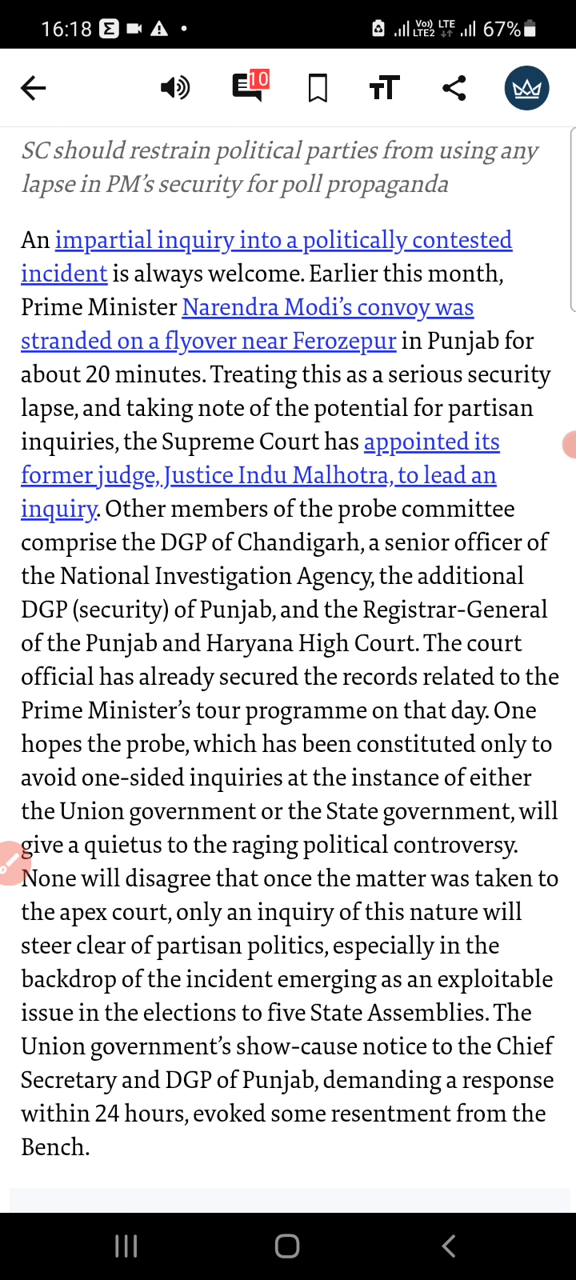 16:18
Vo)) LTE
LTE2
67%
10
TT
SC should restrain political parties from using any
lapse in PM's security for poll propaganda
An impartial inquiry into a politically contested
incident is always welcome. Earlier this month,
Prime Minister Narendra Modi's convoy was
stranded on a flyover near Ferozepur in Punjab for
about 20 minutes. Treating this as a serious security
lapse, and taking note of the potential for partisan
inquiries, the Supreme Court has appointed its
former judge, Justice Indu Malhotra, to lead an
inquiry. Other members of the probe committee
comprise the DGP of Chandigarh, a senior officer of
the National Investigation Agency, the additional
DGP (security) of Punjab, and the Registrar-General
of the Punjab and Haryana High Court. The court
official has already secured the records related to the
Prime Minister's tour programme on that day. One
hopes the probe, which has been constituted only to
avoid one-sided inquiries at the instance of either
the Union government or the State government, will
give a quietus to the raging political controversy.
None will disagree that once the matter was taken to
the apex court, only an inquiry of this nature will
steer clear of partisan politics, especially in the
backdrop of the incident emerging as an exploitable
issue in the elections to five State Assemblies. The
Union government's show-cause notice to the Chief
Secretary and DGP of Punjab, demanding a response
within 24 hours, evoked some resentment from the
Bench.